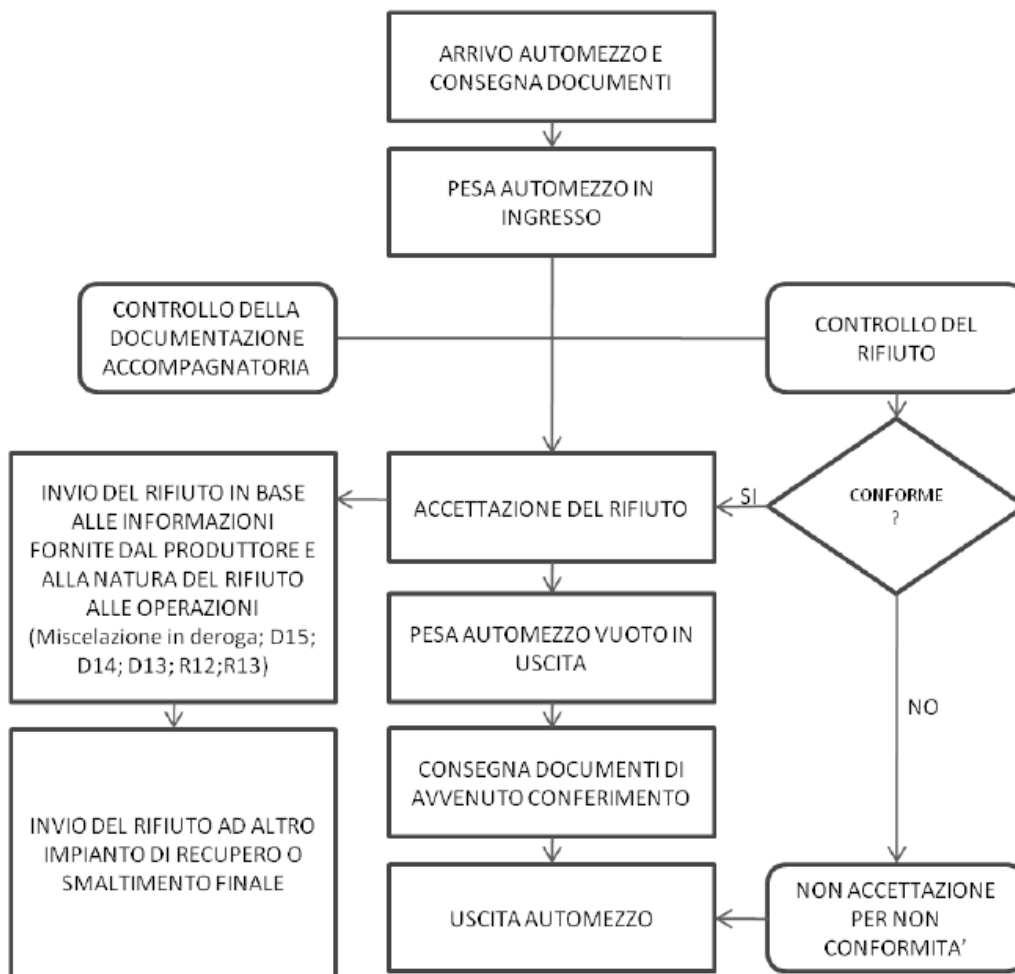 ARRIVO AUTOMEZZO E
CONSEGNA DOCUMENTI
PESA AUTOMEZZO IN
INGRESSO
CONTROLLO DELLA
DOCUMENTAZIONE
ACCOMPAGNATORIA
CONTROLLO DEL
RIFIUTO
INVIO DEL RIFIUTO IN BASE
ALLE INFORMAZIONI
FORNITE DAL PRODUTTORE E
ALLA NATURA DEL RIFIUTO
ALLE OPERAZIONI
(Miscelazione in deroga; D15;
D14; D13; R12;R13)
ACCETTAZIONE DEL RIFIUTO
SI
CONFORME
?
PESA AUTOMEZZO VUOTO IN
USCITA
NO
CONSEGNA DOCUMENTI DI
AVVENUTO CONFERIMENTO
INVIO DEL RIFIUTO AD ALTRO
IMPIANTO DI RECUPERO O
SMALTIMENTO FINALE
USCITA AUTOMEZZO
NON ACCETTAZIONE
PER NON
CONFORMITA’